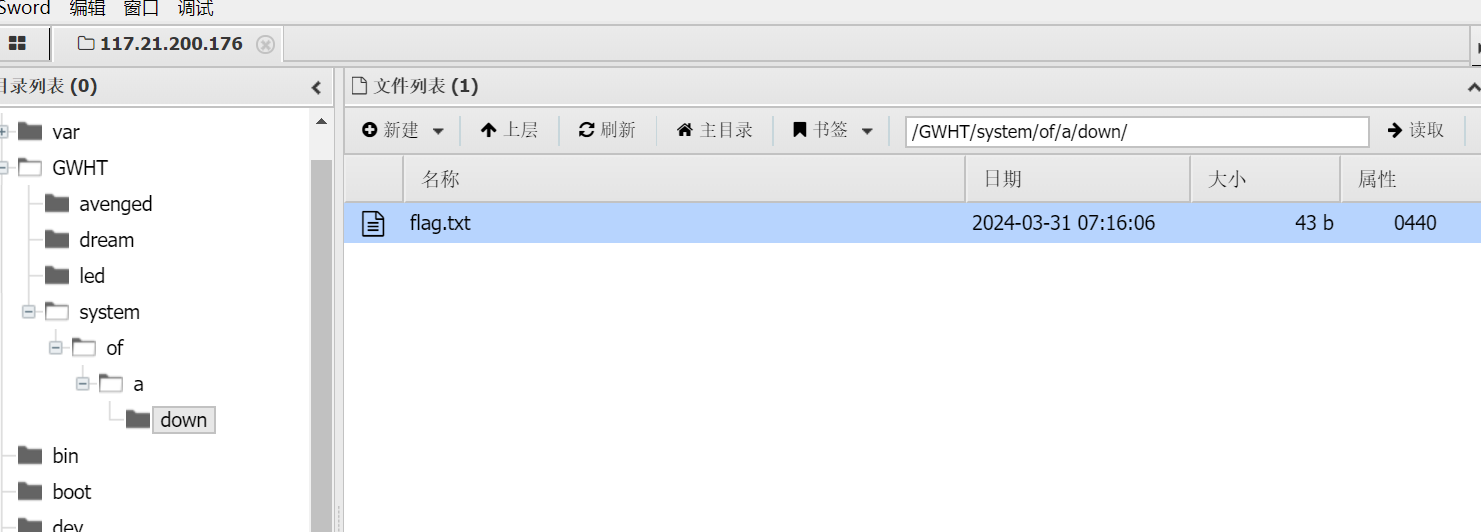 Sword 编辑 窗口 调试
117.21.200.176
目录列表 (0)
文件列表 (1)
新建 上层 刷新 主目录 书签 /GWHT/system/of/a/down/ 读取
名称 日期 大小 属性
flag.txt 2024-03-31 07:16:06 43 b 0440
var
GWHT
avenged
dream
led
system
of
a
down
bin
boot
dev